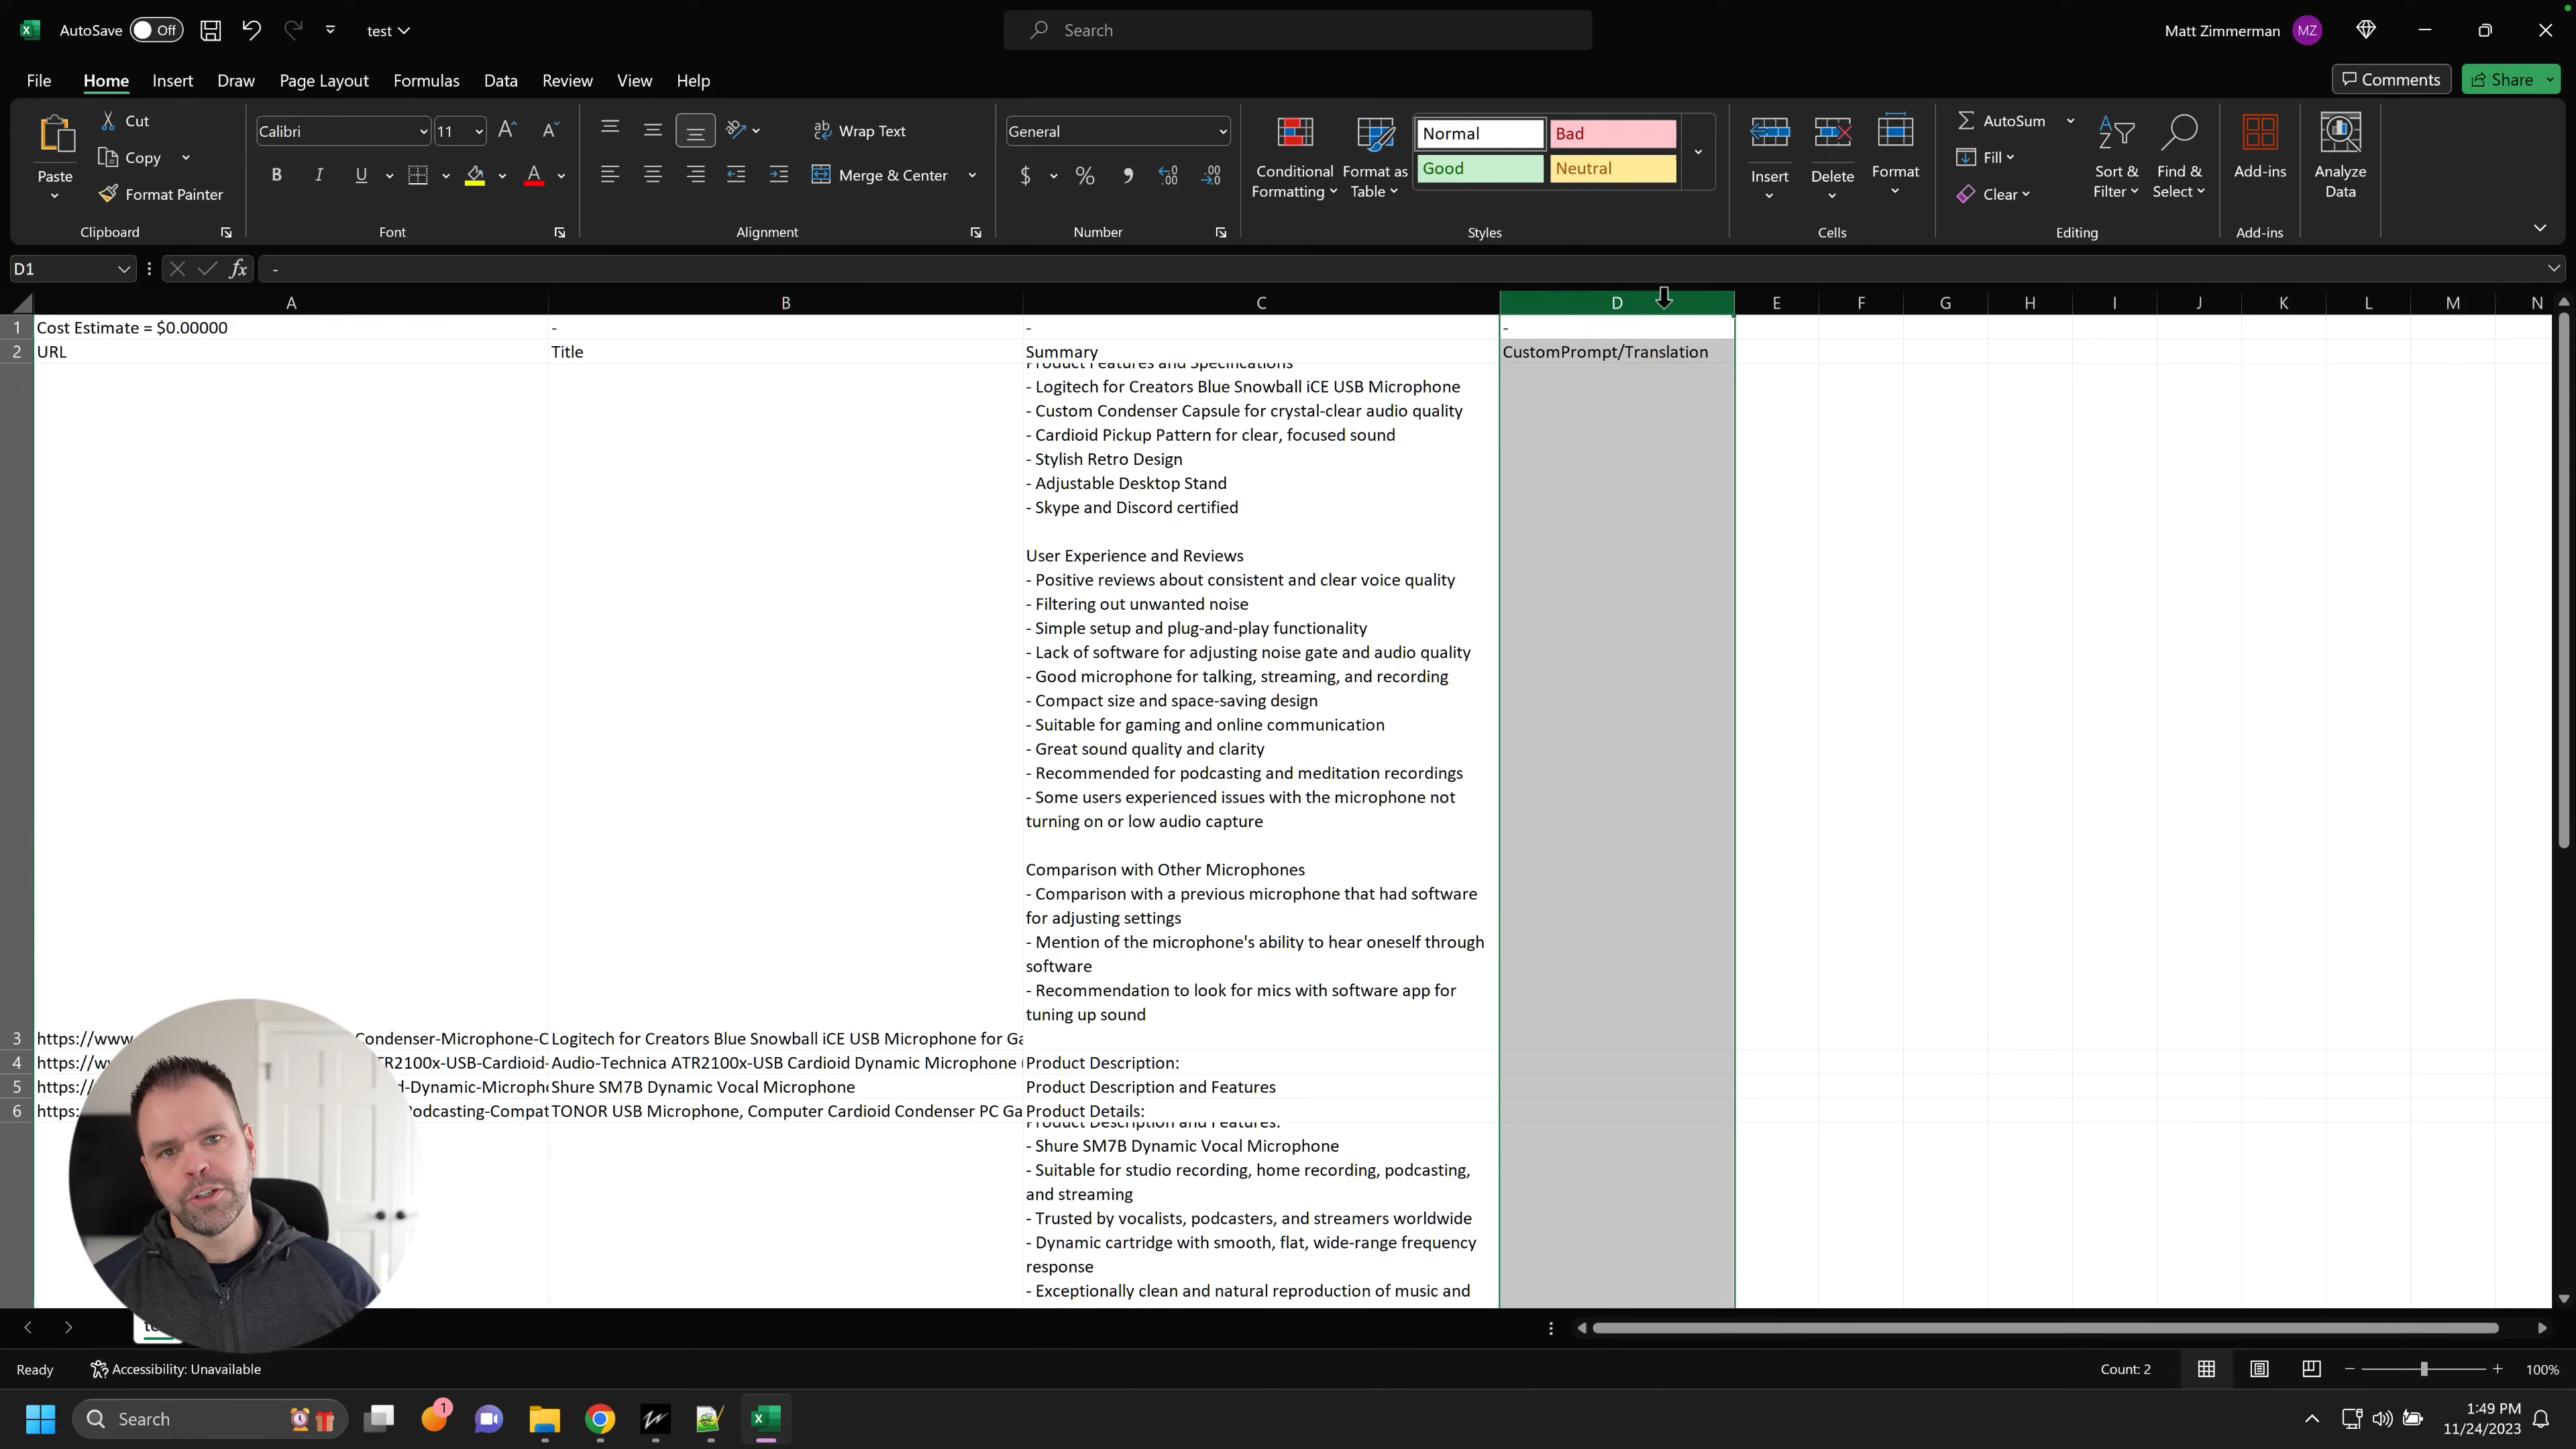 AutoSave Off test Search Matt Zimmerman MZ
File Home Insert Draw Page Layout Formulas Data Review View Help Comments Share
Paste Cut Copy Format Painter Clipboard
Calibri 11 B I U A Font
Wrap Text Merge & Center Alignment
General $ % Number
Conditional Formatting Format as Table Normal Bad Good Neutral Styles
Insert Delete Format Cells
AutoSum Fill Clear Sort & Filter Find & Select Editing
Add-ins Add-ins
Analyze Data
D1 fx -
A B C D E F G H I J K L M N
1 Cost Estimate = $0.00000 - - -
2 URL Title Summary CustomPrompt/Translation
Product Features and Specifications
- Logitech for Creators Blue Snowball iCE USB Microphone
- Custom Condenser Capsule for crystal-clear audio quality
- Cardioid Pickup Pattern for clear, focused sound
- Stylish Retro Design
- Adjustable Desktop Stand
- Skype and Discord certified
User Experience and Reviews
- Positive reviews about consistent and clear voice quality
- Filtering out unwanted noise
- Simple setup and plug-and-play functionality
- Lack of software for adjusting noise gate and audio quality
- Good microphone for talking, streaming, and recording
- Compact size and space-saving design
- Suitable for gaming and online communication
- Great sound quality and clarity
- Recommended for podcasting and meditation recordings
- Some users experienced issues with the microphone not
turning on or low audio capture
Comparison with Other Microphones
- Comparison with a previous microphone that had software
for adjusting settings
- Mention of the microphone's ability to hear oneself through
software
- Recommendation to look for mics with software app for
tuning up sound
3 https://www. Condenser-Microphone-C Logitech for Creators Blue Snowball iCE USB Microphone for Ga
4 https://w TR2100x-USB-Cardioid- Audio-Technica ATR2100x-USB Cardioid Dynamic Microphone ( Product Description:
5 https:// d-Dynamic-Micropho Shure SM7B Dynamic Vocal Microphone Product Description and Features
6 https: Podcasting-Compat TONOR USB Microphone, Computer Cardioid Condenser PC Ga Product Details:
Product Description and Features:
- Shure SM7B Dynamic Vocal Microphone
- Suitable for studio recording, home recording, podcasting,
and streaming
- Trusted by vocalists, podcasters, and streamers worldwide
- Dynamic cartridge with smooth, flat, wide-range frequency
response
- Exceptionally clean and natural reproduction of music and
Ready Accessibility: Unavailable Count: 2 100%
Search 1 1:49 PM
11/24/2023